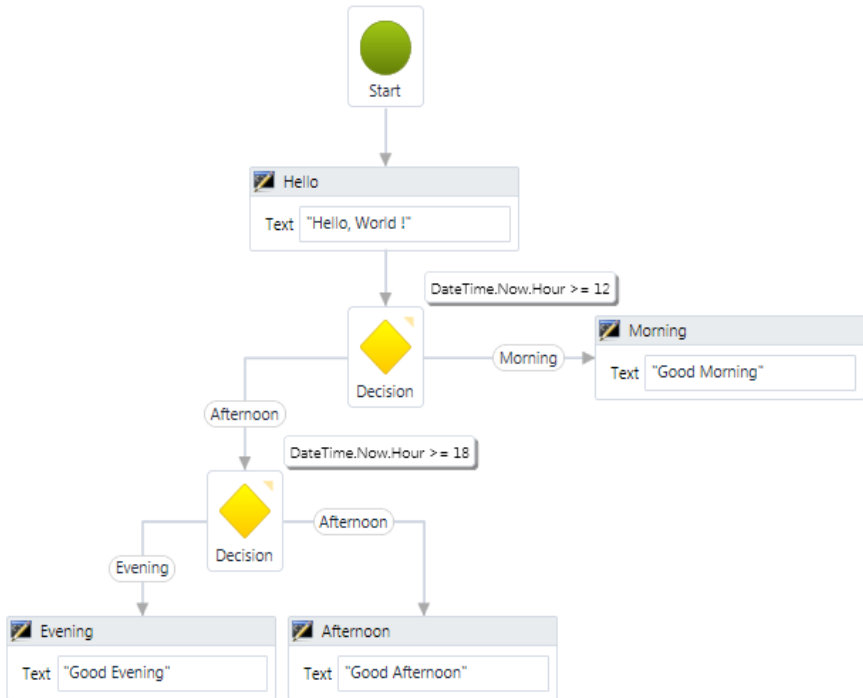 Start
Hello
Text "Hello, World !"
DateTime.Now.Hour >= 12
Decision
Morning
Morning
Text "Good Morning"
Afternoon
DateTime.Now.Hour >= 18
Decision
Afternoon
Evening
Evening
Text "Good Evening"
Afternoon
Text "Good Afternoon"